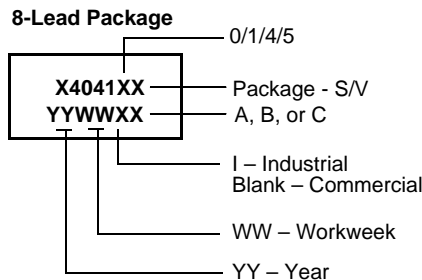 8-Lead Package
0/1/4/5
X4041XX
Package - S/V
YYWWXX
A, B, or C
I – Industrial
Blank – Commercial
WW – Workweek
YY – Year